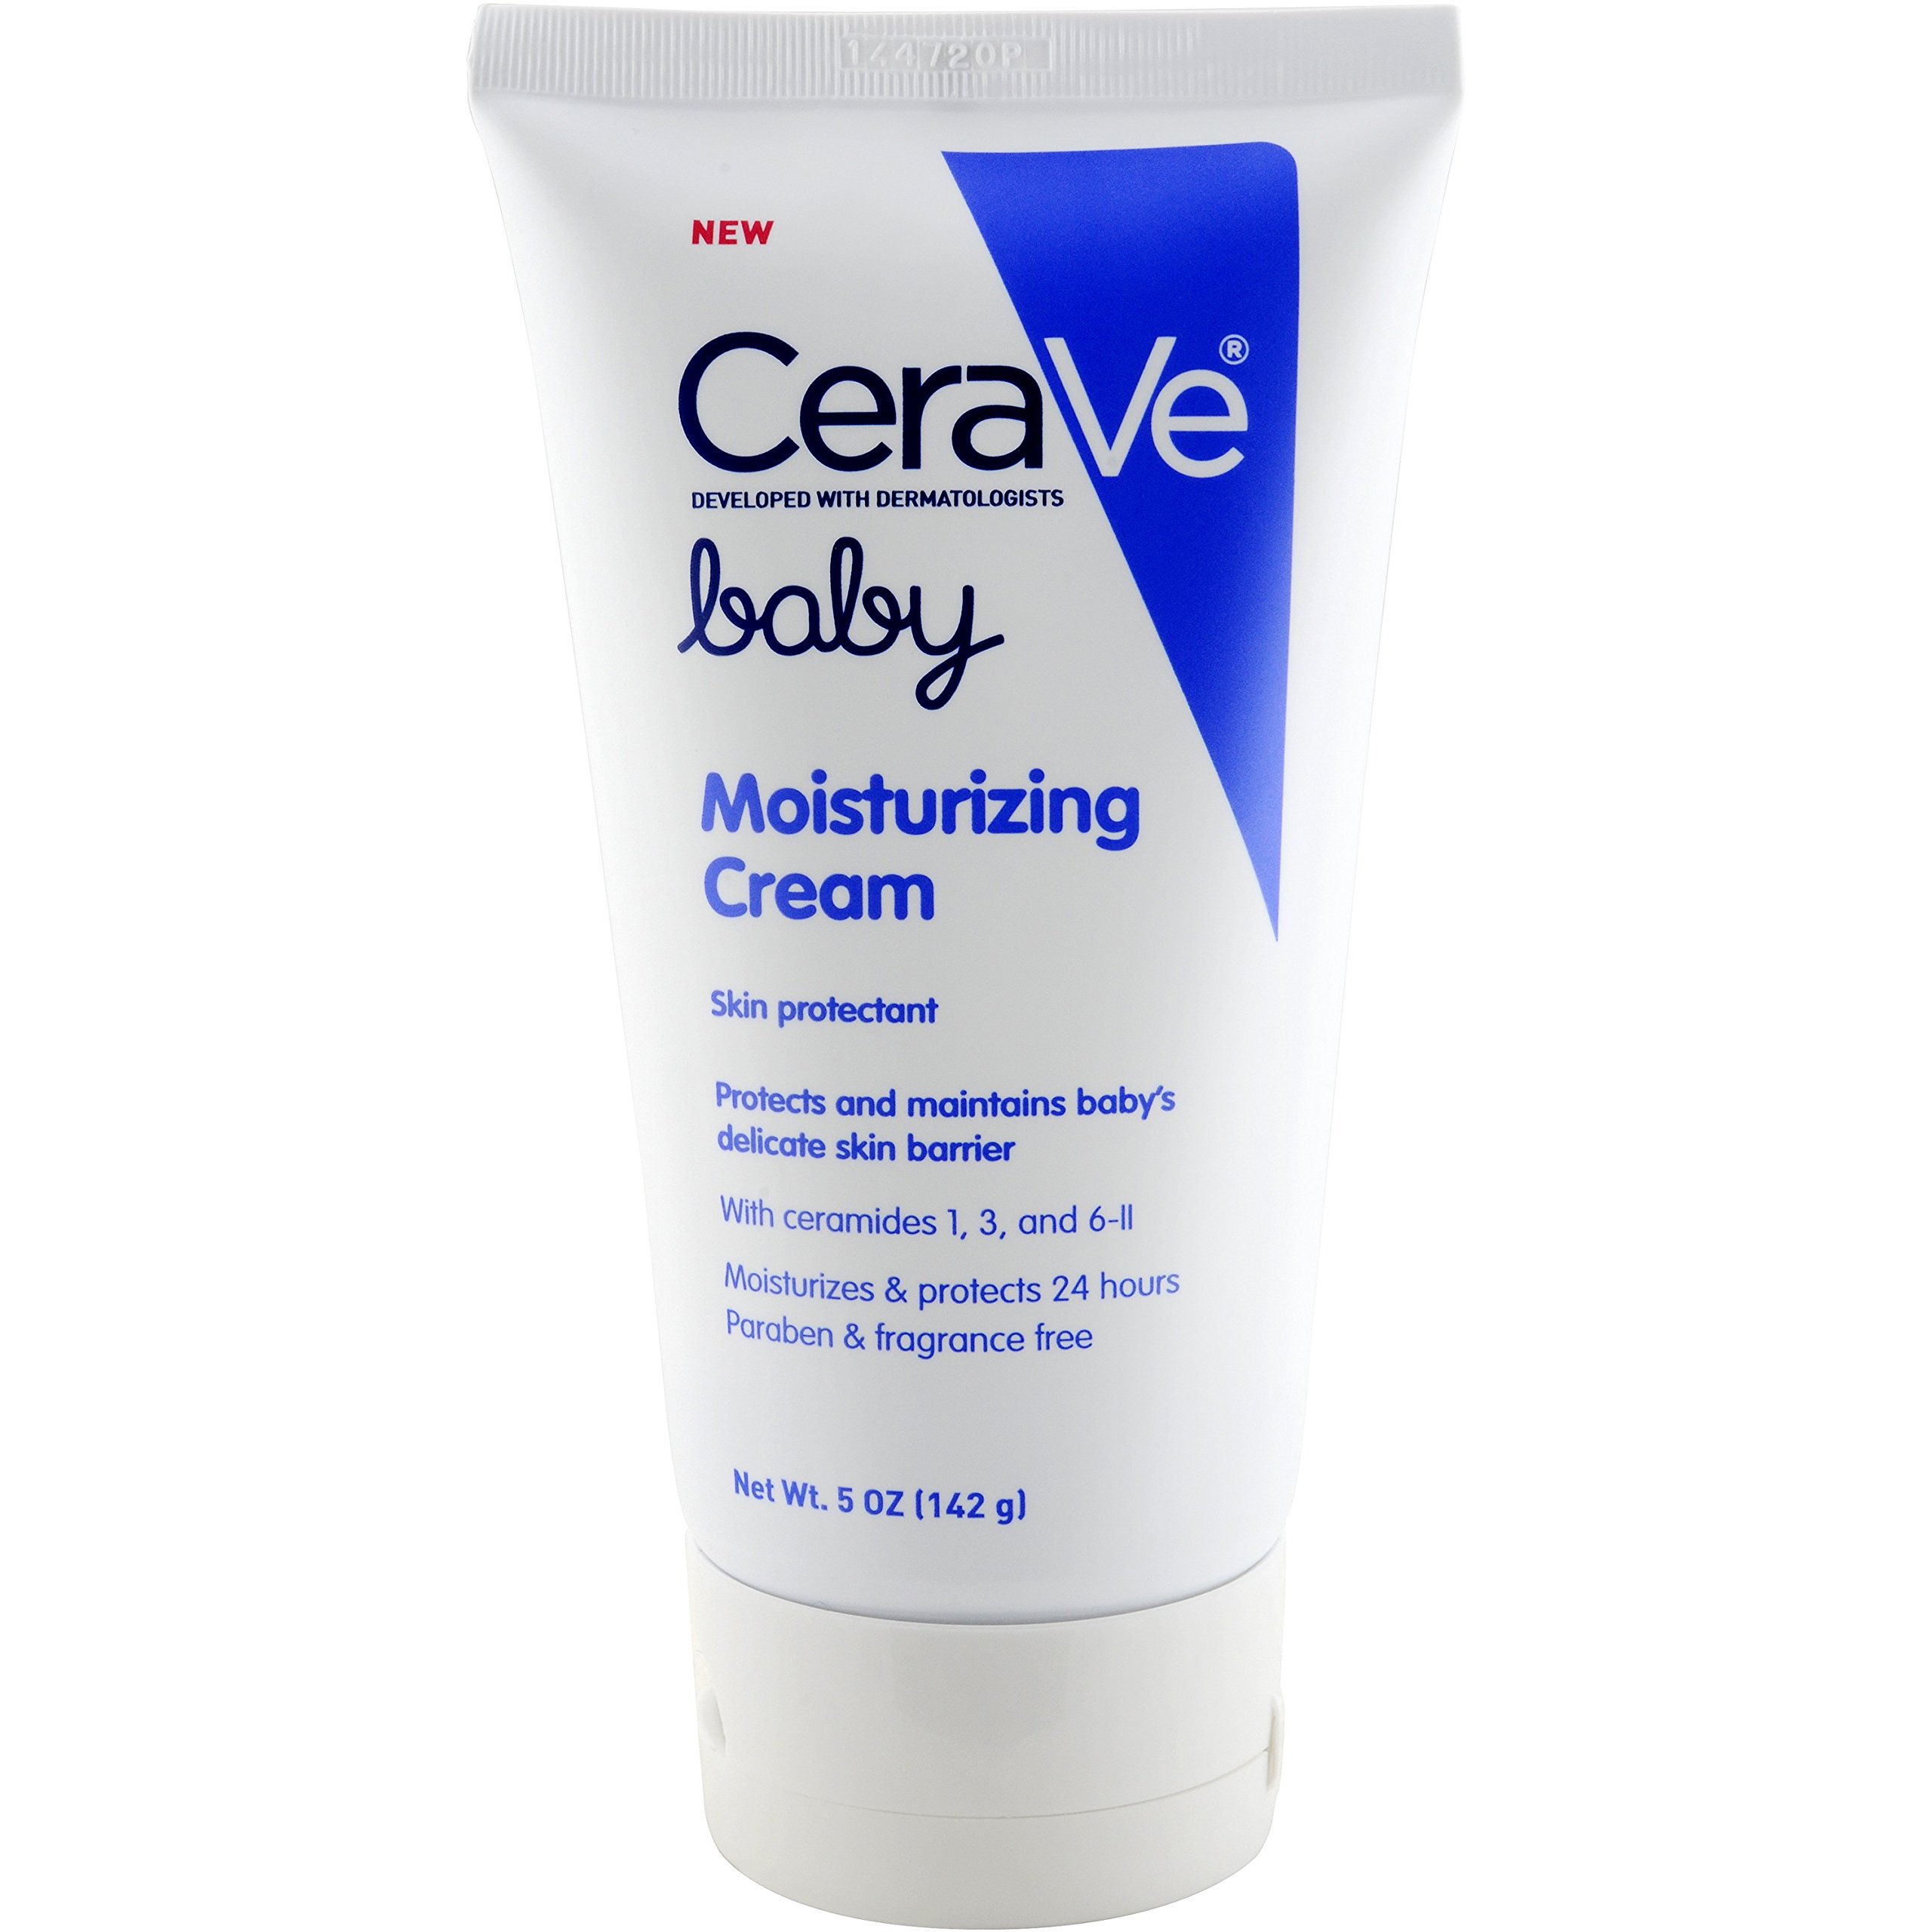 NEW
CeraVe®
DEVELOPED WITH DERMATOLOGISTS
baby
Moisturizing
Cream
Skin protectant
Protects and maintains baby's
delicate skin barrier
With ceramides 1, 3, and 6-II
Moisturizes & protects 24 hours
Paraben & fragrance free
Net Wt. 5 OZ (142 g)